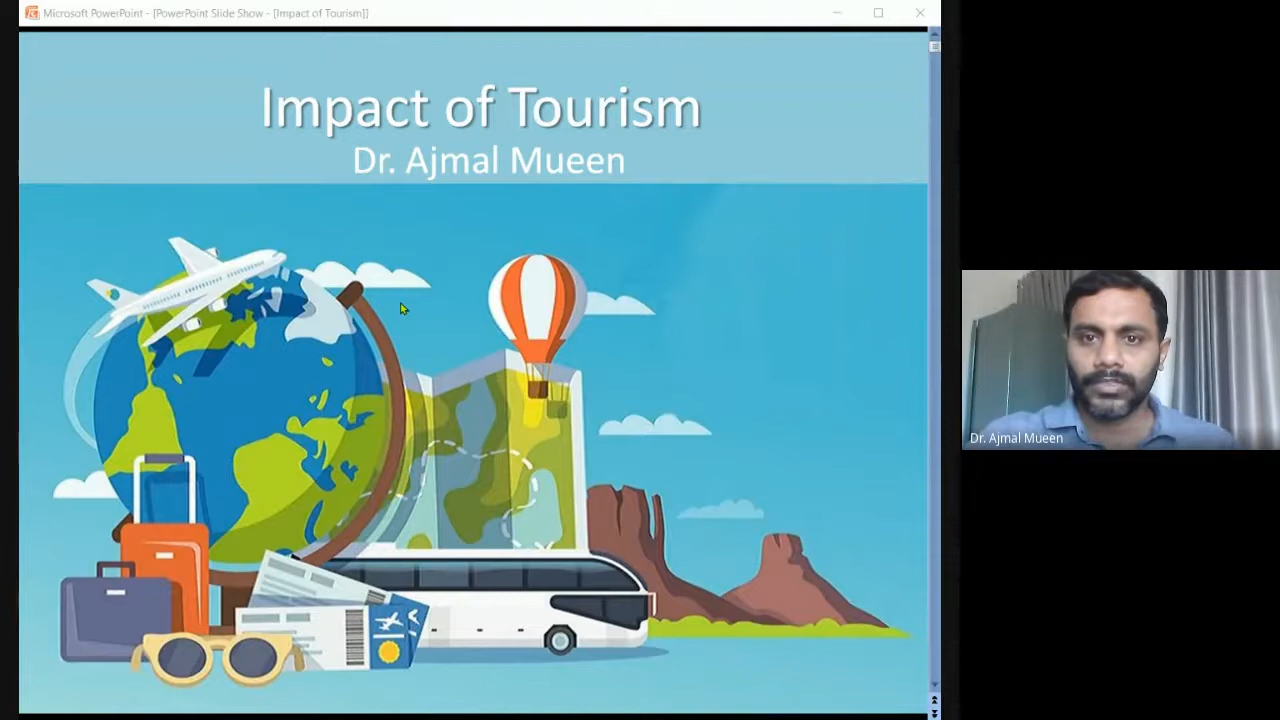 Microsoft PowerPoint - [PowerPoint Slide Show - [Impact of Tourism]]
Impact of Tourism
Dr. Ajmal Mueen
Dr. Ajmal Mueen